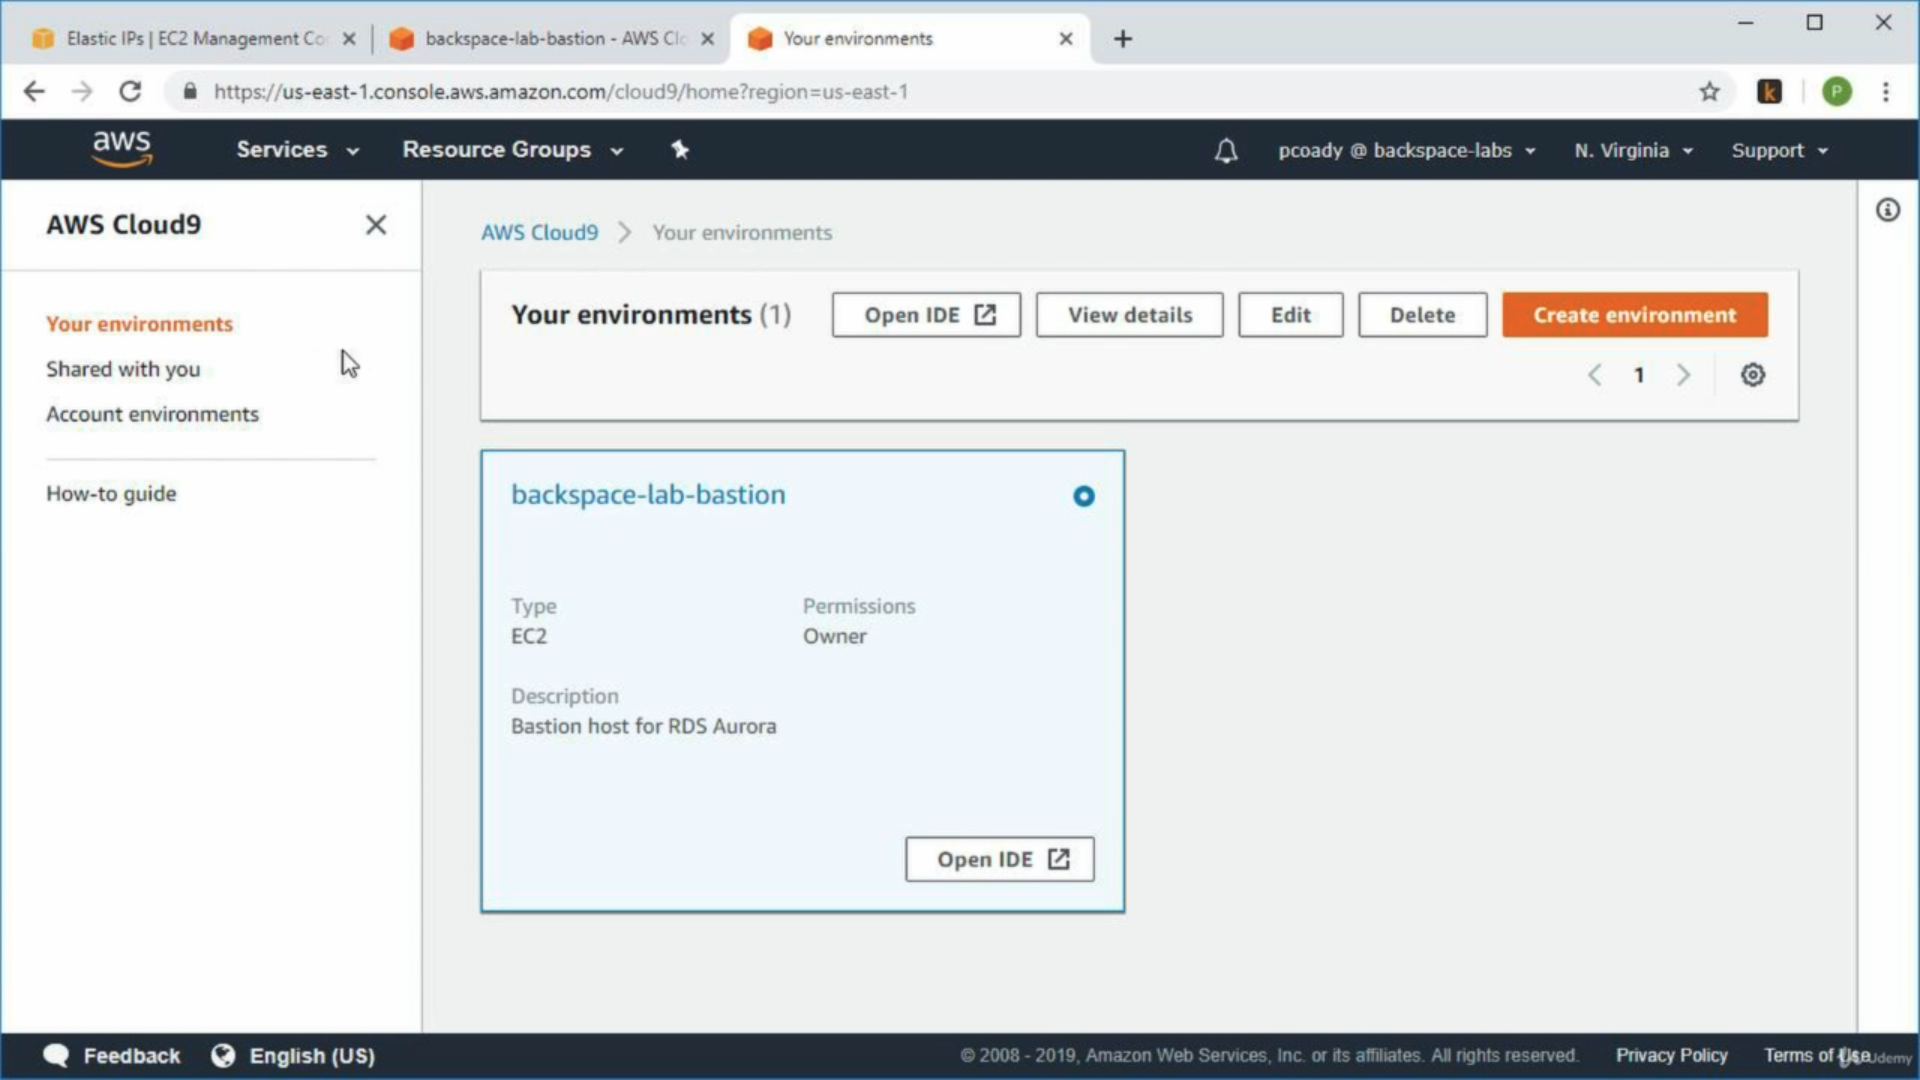 Elastic IPs | EC2 Management Co
backspace-lab-bastion - AWS Clo
Your environments
https://us-east-1.console.aws.amazon.com/cloud9/home?region=us-east-1
k
P
aws
Services
Resource Groups
pcoady @ backspace-labs
N. Virginia
Support
AWS Cloud9
AWS Cloud9
Your environments
Your environments
Shared with you
Account environments
How-to guide
Your environments (1)
Open IDE
View details
Edit
Delete
Create environment
1
backspace-lab-bastion
Type
EC2
Permissions
Owner
Description
Bastion host for RDS Aurora
Open IDE
Feedback
English (US)
© 2008 - 2019, Amazon Web Services, Inc. or its affiliates. All rights reserved.
Privacy Policy
Terms of Use
Udemy